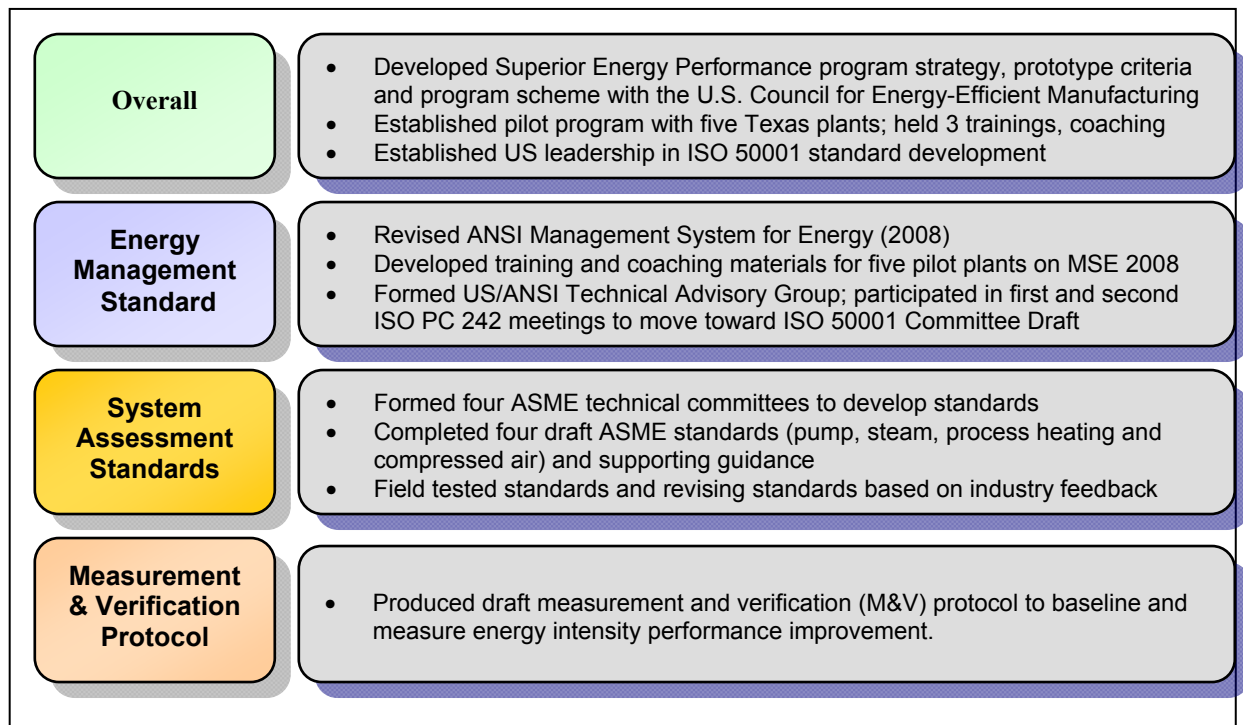 Overall
• Developed Superior Energy Performance program strategy, prototype criteria
and program scheme with the U.S. Council for Energy-Efficient Manufacturing
• Established pilot program with five Texas plants; held 3 trainings, coaching
• Established US leadership in ISO 50001 standard development
Energy
Management
Standard
• Revised ANSI Management System for Energy (2008)
• Developed training and coaching materials for five pilot plants on MSE 2008
• Formed US/ANSI Technical Advisory Group; participated in first and second
ISO PC 242 meetings to move toward ISO 50001 Committee Draft
System
Assessment
Standards
• Formed four ASME technical committees to develop standards
• Completed four draft ASME standards (pump, steam, process heating and
compressed air) and supporting guidance
• Field tested standards and revising standards based on industry feedback
Measurement
& Verification
Protocol
• Produced draft measurement and verification (M&V) protocol to baseline and
measure energy intensity performance improvement.